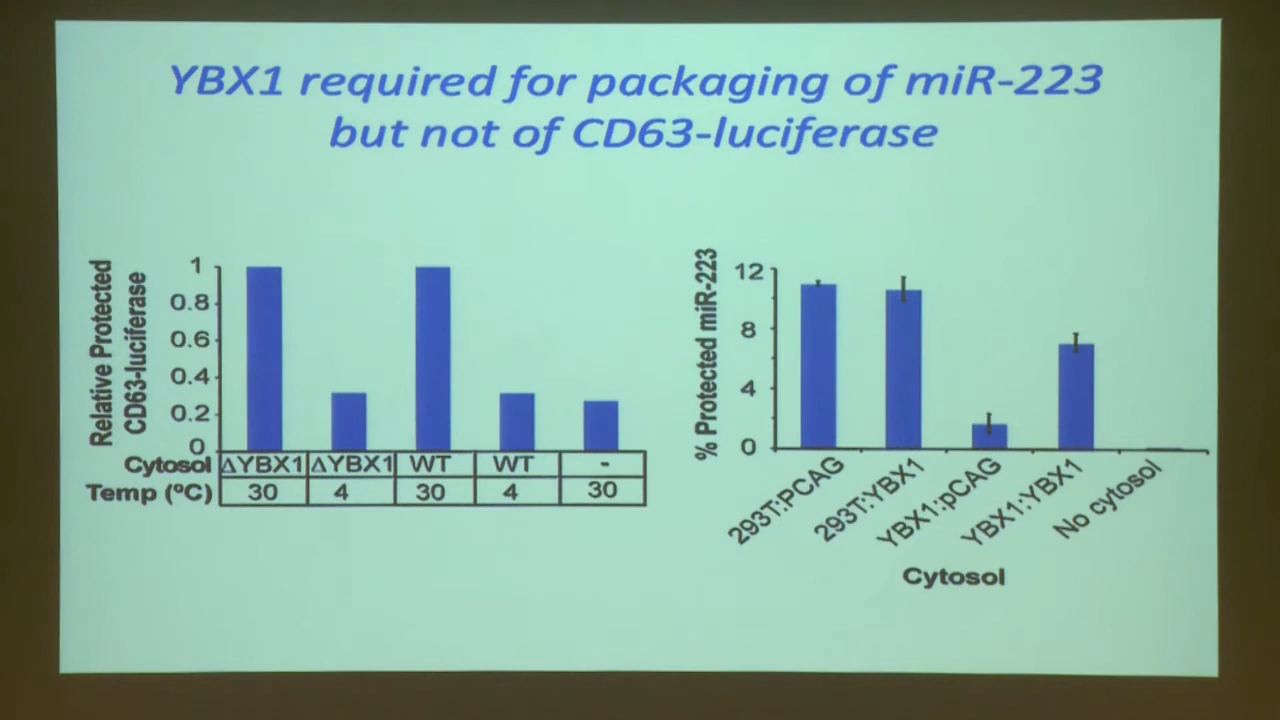 YBX1 required for packaging of miR-223
but not of CD63-luciferase
Relative Protected
CD63-luciferase
1
0.8
0.6
0.4
0.2
0
Cytosol ΔYBX1 ΔYBX1 WT WT -
Temp (ºC) 30 4 30 4 30
% Protected miR-223
12
8
4
0
293T:PCAG
293T:YBX1
YBX1:pCAG
YBX1:YBX1
No cytosol
Cytosol